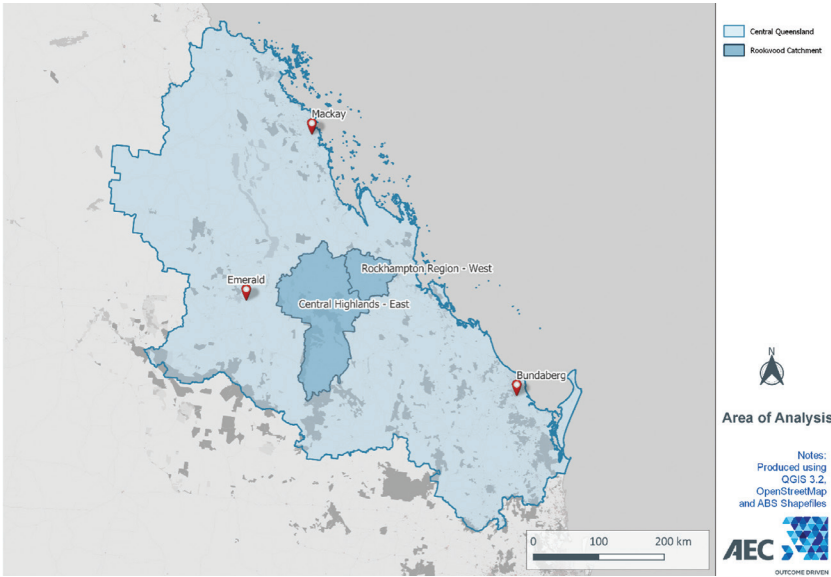 Central Queensland
Rookwood Catchment
Mackay
Rockhampton Region - West
Emerald
Central Highlands - East
Bundaberg
N
Area of Analysis
Notes:
Produced using
QGIS 3.2,
OpenStreetMap
and ABS Shapefiles
0 100 200 km
AEC
OUTCOME DRIVEN